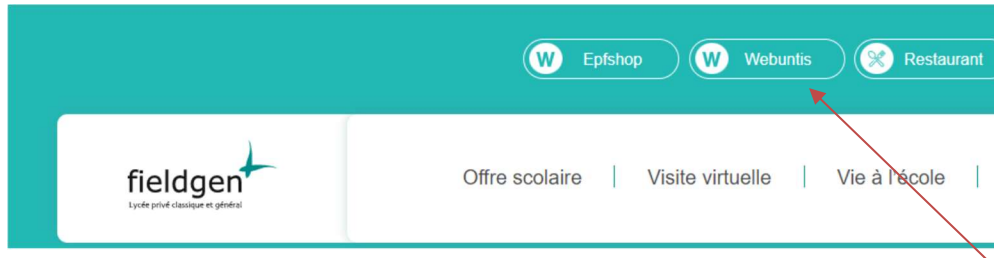 W Epfshop W Webuntis Restaurant
fieldgen
Lycée privé classique et général
Offre scolaire Visite virtuelle Vie à l'école